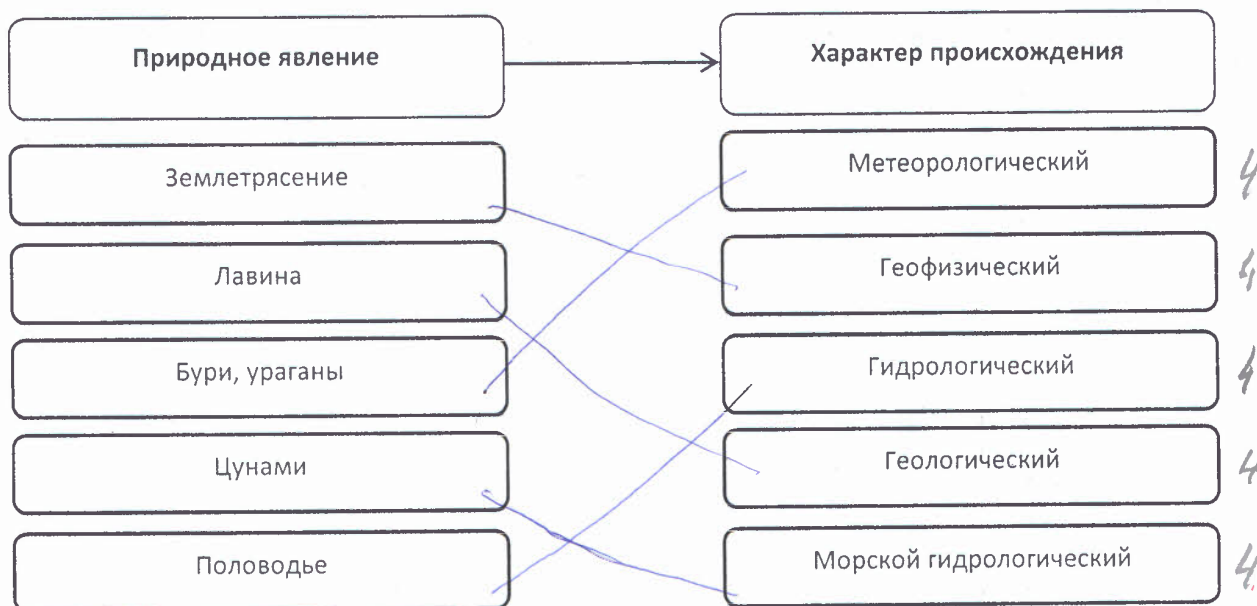 Природное явление
Характер происхождения
Землетрясение
Метеорологический 4
Лавина
Геофизический 4
Бури, ураганы
Гидрологический 4
Цунами
Геологический 4
Половодье
Морской гидрологический 4